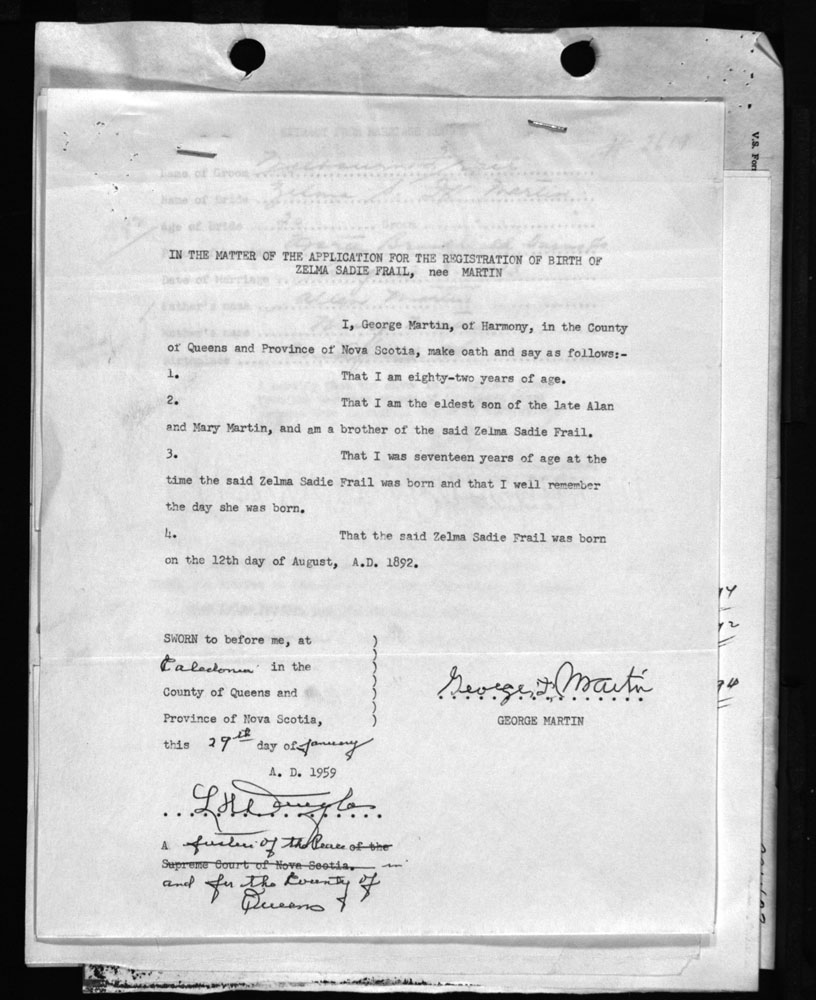 IN THE MATTER OF THE APPLICATION FOR THE REGISTRATION OF BIRTH OF
ZELMA SADIE FRAIL, nee MARTIN
I, George Martin, of Harmony, in the County
of Queens and Province of Nova Scotia, make oath and say as follows:-
1. That I am eighty-two years of age.
2. That I am the eldest son of the late Alan
and Mary Martin, and am a brother of the said Zelma Sadie Frail.
3. That I was seventeen years of age at the
time the said Zelma Sadie Frail was born and that I well remember
the day she was born.
4. That the said Zelma Sadie Frail was born
on the 12th day of August, A.D. 1892.
SWORN to before me, at
Caledonia in the
County of Queens and
Province of Nova Scotia,
this 29th day of January
A. D. 1959
George F. Martin
GEORGE MARTIN
L H Douglas
A Justice of the Peace of the
Supreme Court of Nova Scotia. in
and for the County of
Queens
V.S. For